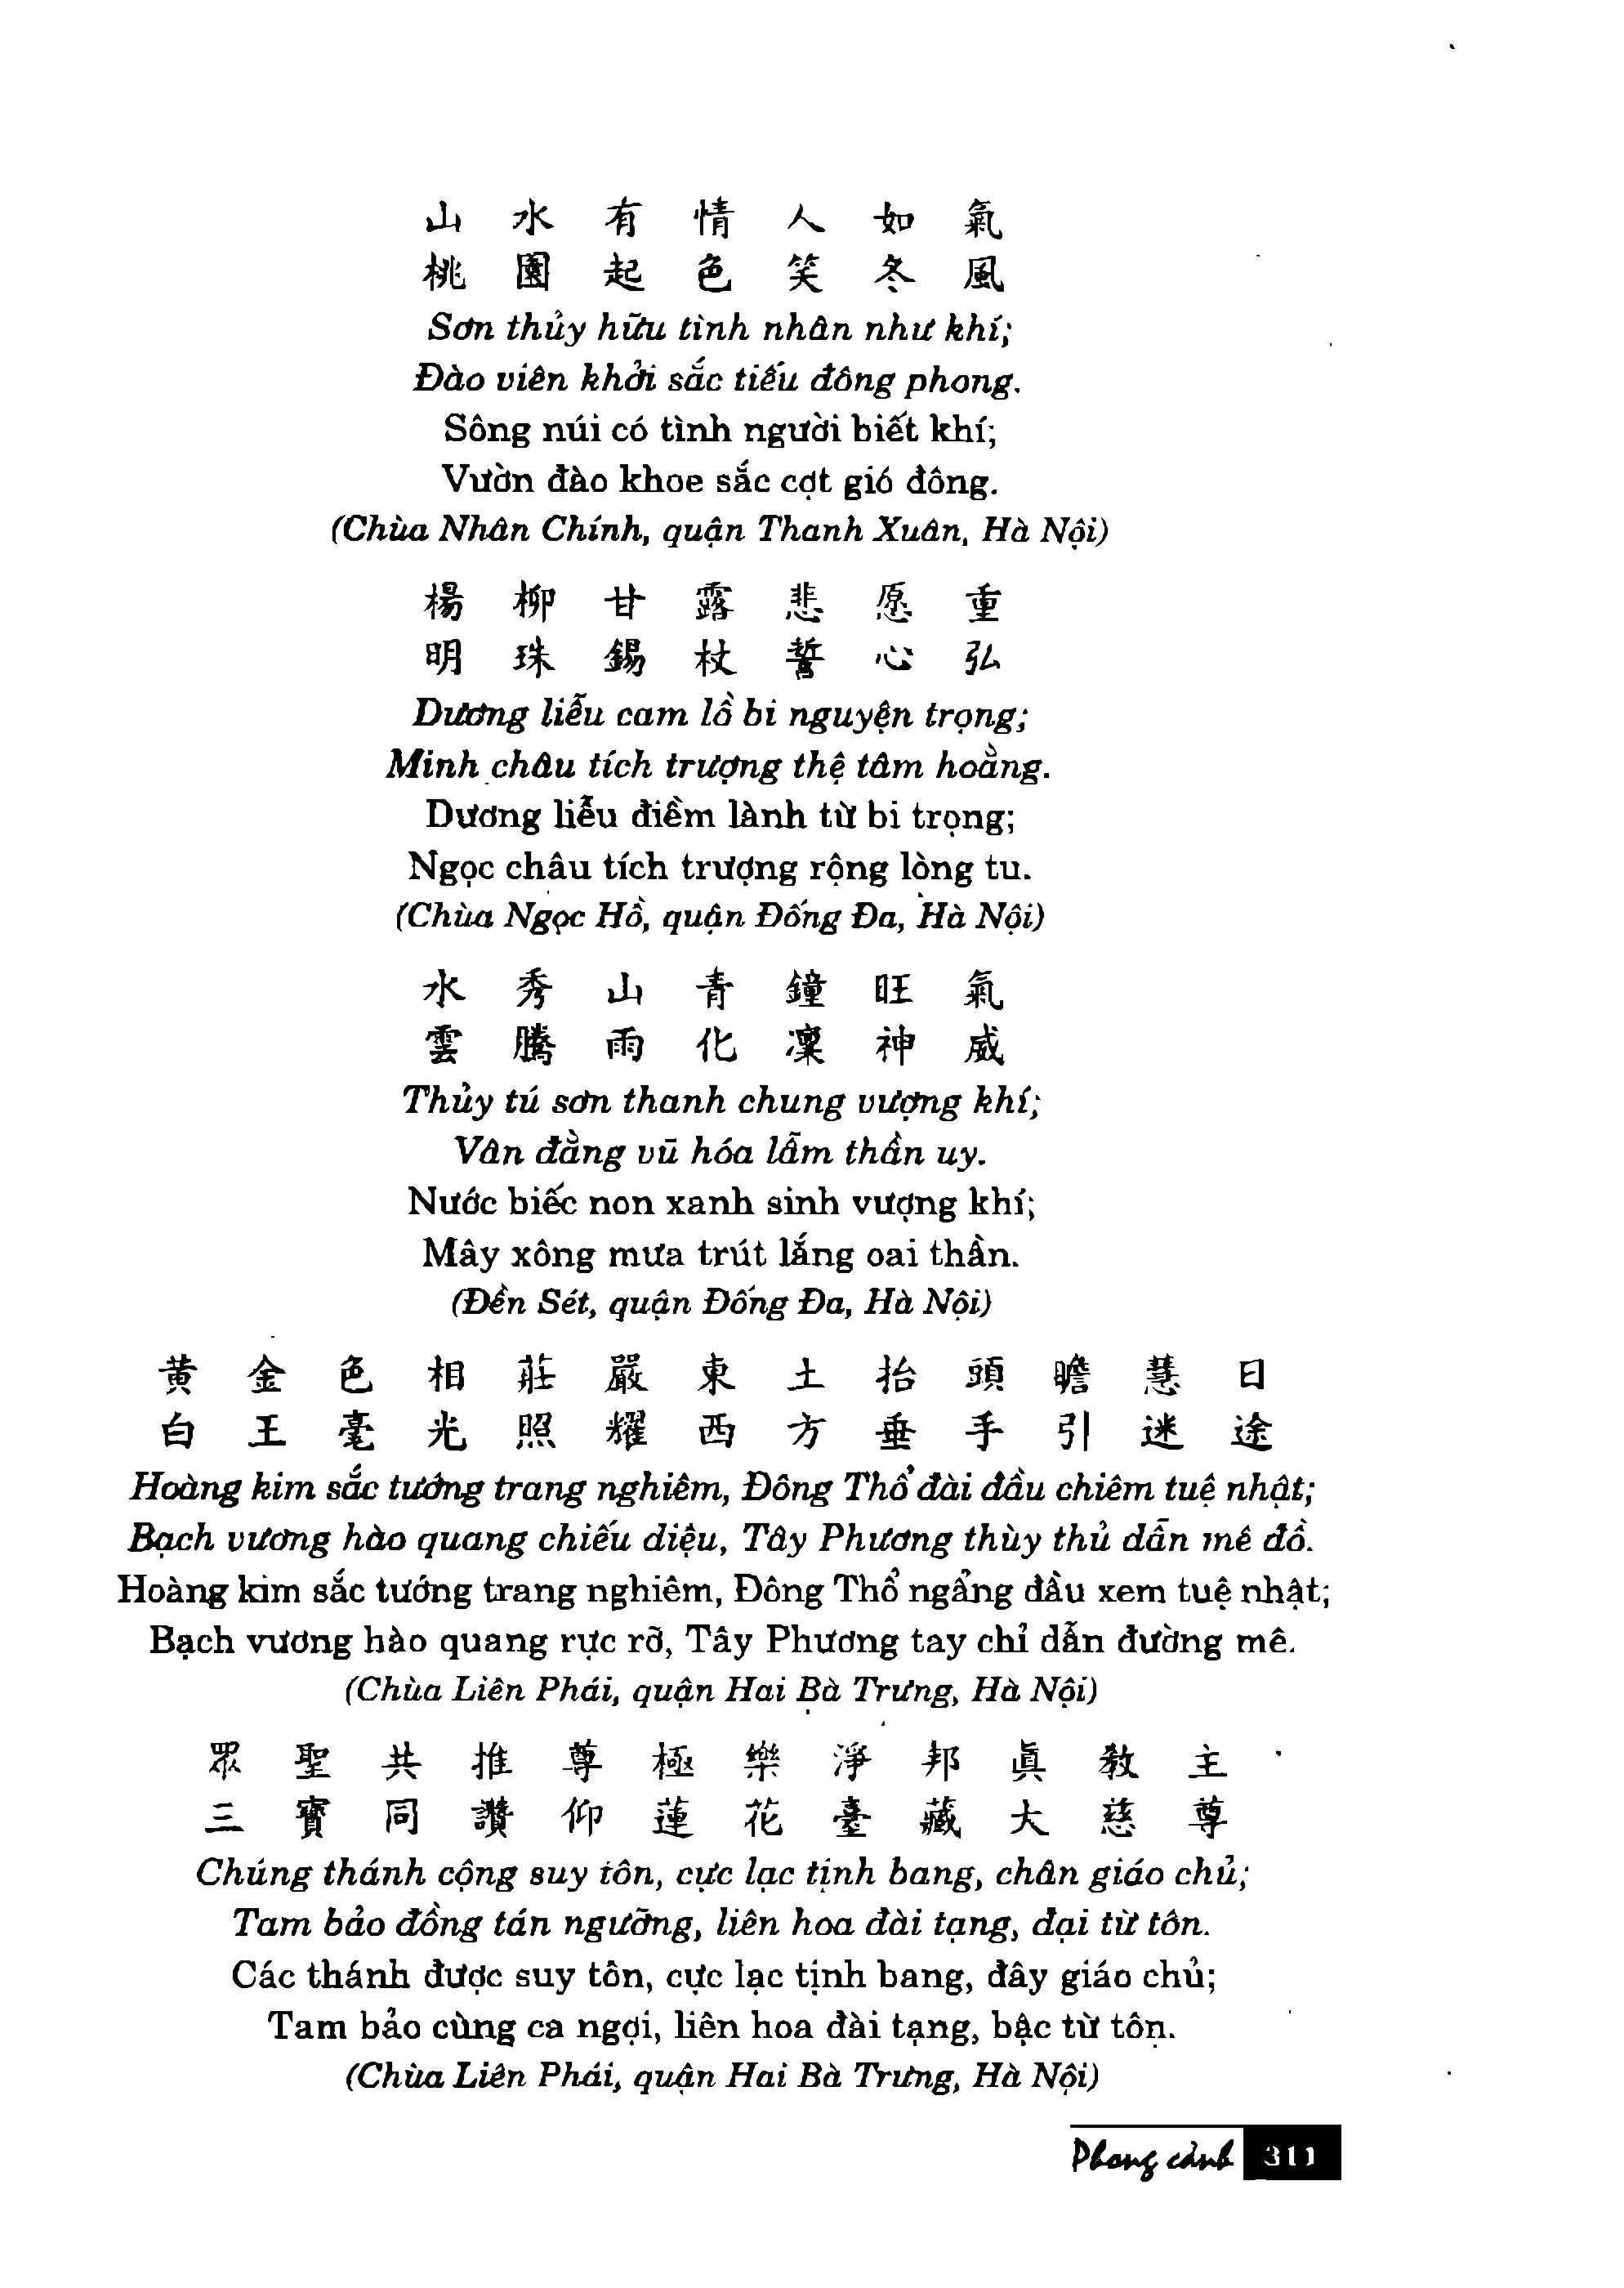 山 水 有 情 人 如 氣
桃 園 起 色 笑 冬 風
Sơn thủy hữu tình nhân như khí;
Đào viên khởi sắc tiếu đông phong.
Sông núi có tình người biết khí;
Vườn đào khoe sắc cợt gió đông.
(Chùa Nhân Chính, quận Thanh Xuân, Hà Nội)
楊 柳 甘 露 悲 愿 重
明 珠 錫 杖 誓 心 弘
Dương liễu cam lồ bi nguyện trọng;
Minh châu tích trượng thệ tâm hoằng.
Dương liễu điềm lành từ bi trọng;
Ngọc châu tích trượng rộng lòng tu.
(Chùa Ngọc Hồ, quận Đống Đa, Hà Nội)
水 秀 山 青 鐘 旺 氣
雲 騰 雨 化 凜 神 威
Thủy tú sơn thanh chung vượng khí;
Vân đằng vũ hóa lẫm thần uy.
Nước biếc non xanh sinh vượng khí;
Mây xông mưa trút lắng oai thần.
(Đền Sét, quận Đống Đa, Hà Nội)
黄 金 色 相 莊 嚴 東 土 抬 頭 瞻 慧 日
白 王 毫 光 照 耀 西 方 垂 手 引 迷 途
Hoàng kim sắc tướng trang nghiêm, Đông Thổ đài đầu chiêm tuệ nhật;
Bạch vương hào quang chiếu diệu, Tây Phương thùy thủ dẫn mê đồ.
Hoàng kim sắc tướng trang nghiêm, Đông Thổ ngẩng đầu xem tuệ nhật;
Bạch vương hào quang rực rỡ, Tây Phương tay chỉ dẫn đường mê.
(Chùa Liên Phái, quận Hai Bà Trưng, Hà Nội)
眾 聖 共 推 尊 極 樂 淨 邦 眞 教 主
三 寶 同 讚 仰 蓮 花 臺 藏 大 慈 尊
Chúng thánh cộng suy tôn, cực lạc tịnh bang, chân giáo chủ;
Tam bảo đồng tán ngưỡng, liên hoa đài tạng, đại từ tôn.
Các thánh được suy tôn, cực lạc tịnh bang, đây giáo chủ;
Tam bảo cùng ca ngợi, liên hoa đài tạng, bậc từ tôn.
(Chùa Liên Phái, quận Hai Bà Trưng, Hà Nội)
Phong cảnh 311